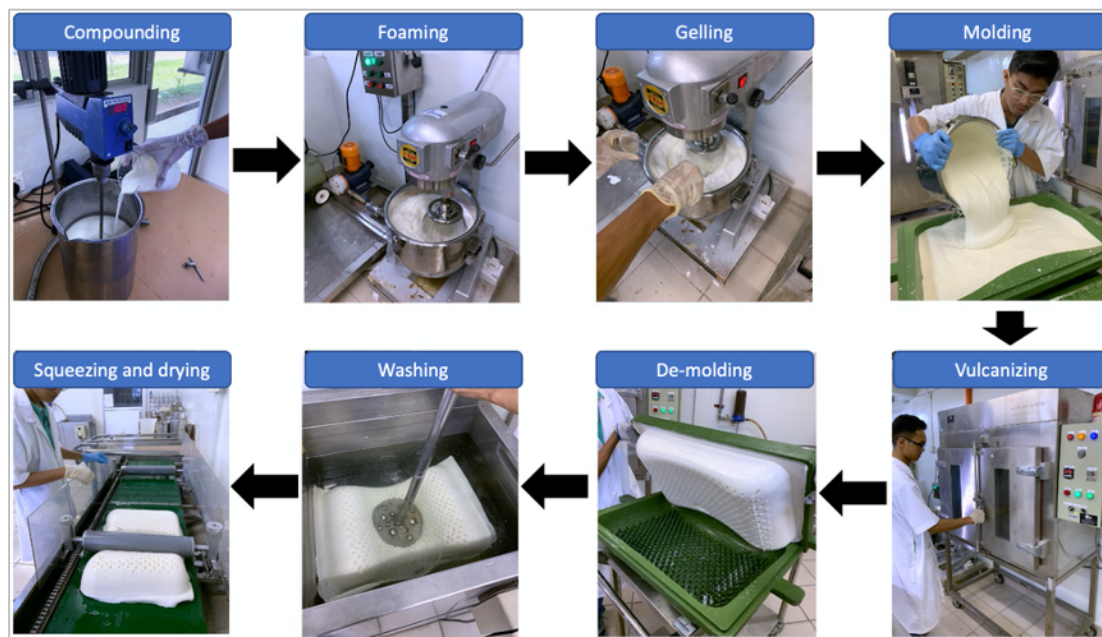 Compounding
Foaming
Gelling
Molding
Vulcanizing
De-molding
Washing
Squeezing and drying